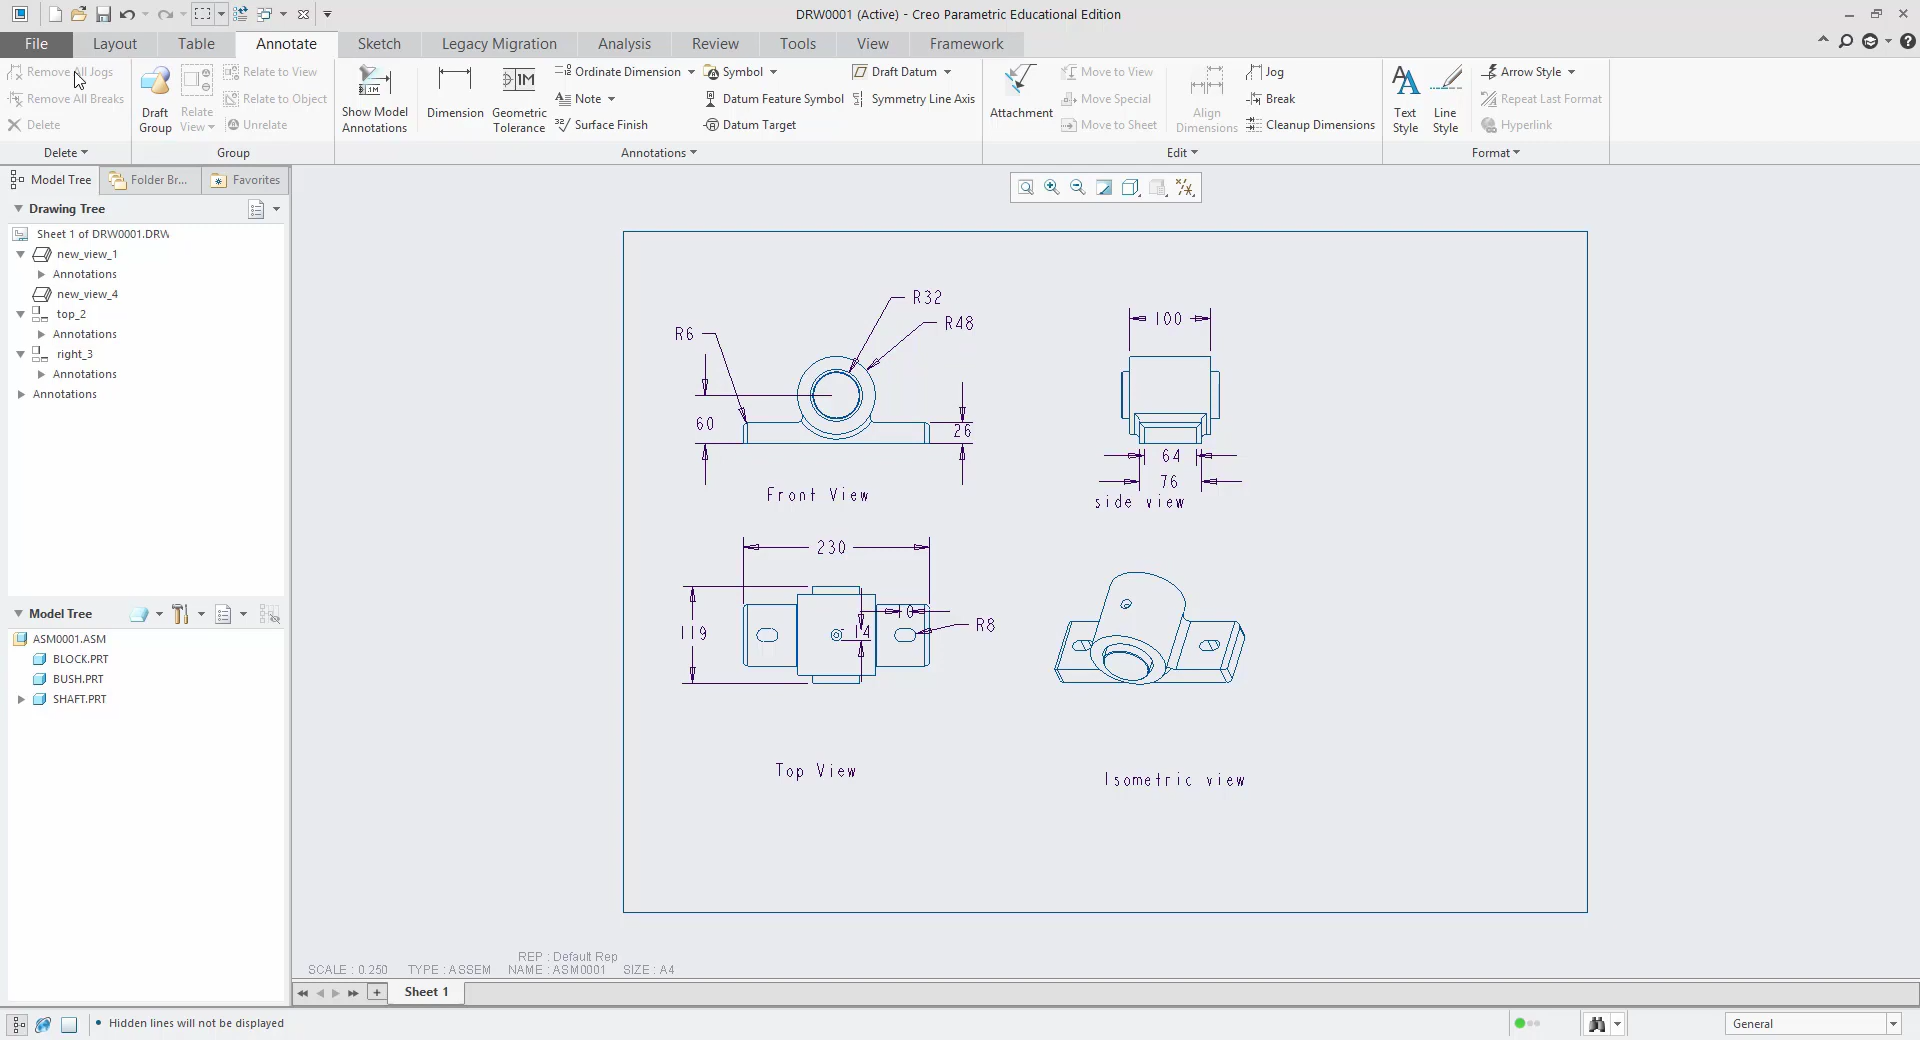 DRW0001 (Active) - Creo Parametric Educational Edition
File Layout Table Annotate Sketch Legacy Migration Analysis Review Tools View Framework
Remove All Jogs
Remove All Breaks
Delete
Delete
Draft Group
Relate View
Relate to View
Relate to Object
Unrelate
Group
Show Model Annotations
Dimension
Geometric Tolerance
Ordinate Dimension
Note
Surface Finish
Symbol
Datum Feature Symbol
Datum Target
Draft Datum
Symmetry Line Axis
Annotations
Attachment
Move to View
Move Special
Move to Sheet
Align Dimensions
Jog
Break
Cleanup Dimensions
Edit
Text Style
Line Style
Arrow Style
Repeat Last Format
Hyperlink
Format
Model Tree Folder Br... Favorites
Drawing Tree
Sheet 1 of DRW0001.DRW
new_view_1
Annotations
new_view_4
top_2
Annotations
right_3
Annotations
Annotations
Model Tree
ASM0001.ASM
BLOCK.PRT
BUSH.PRT
SHAFT.PRT
R32
R48
R6
60
26
Front View
100
64
76
side view
230
119
10
14
R8
Top View
Isometric view
REP : Default Rep
SCALE : 0.250 TYPE : ASSEM NAME : ASM0001 SIZE : A4
Sheet 1
Hidden lines will not be displayed
General